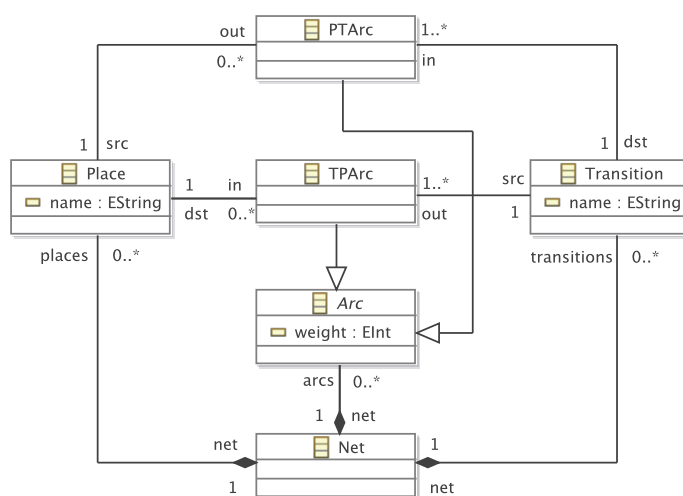 out
PTArc
1..*
0..*
in
1
src
1
dst
Place
name : EString
1
in
dst
0..*
TPArc
1..*
out
src
1
Transition
name : EString
places
0..*
transitions
0..*
Arc
weight : EInt
arcs
0..*
1
net
net
1
Net
1
net